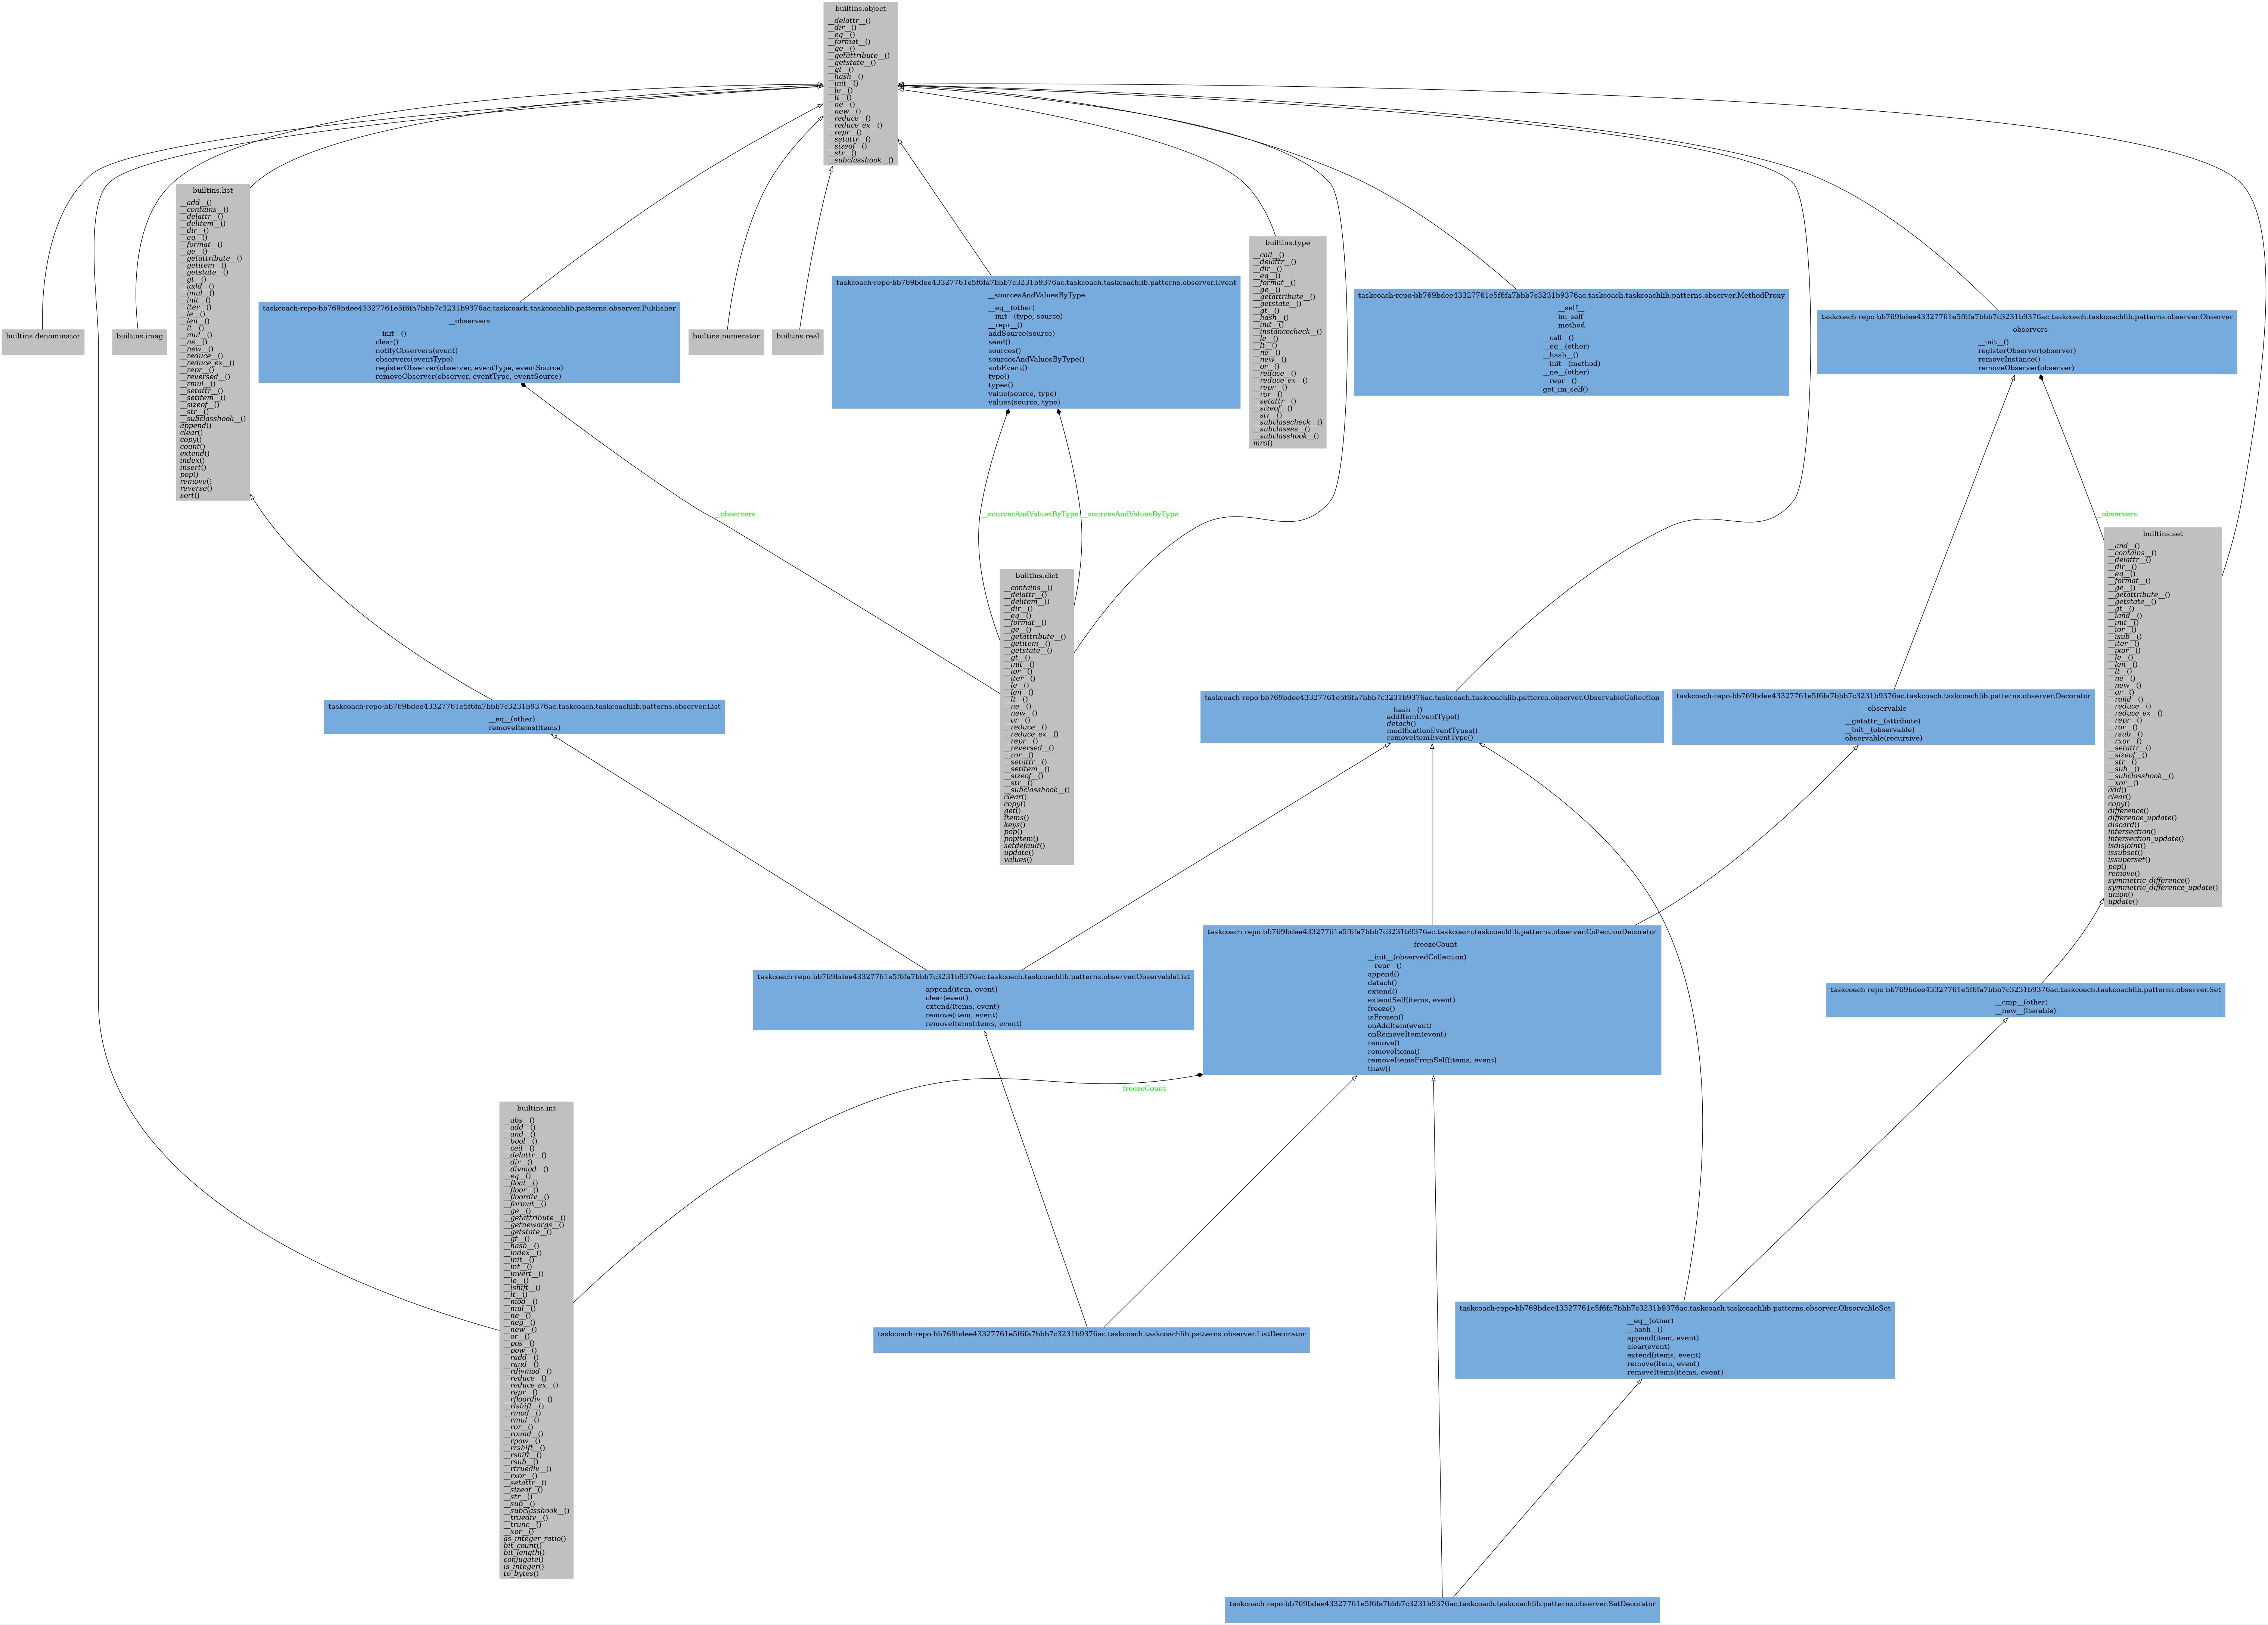 builtins.object
__delattr__()
__dir__()
__eq__()
__format__()
__ge__()
__getattribute__()
__getstate__()
__gt__()
__hash__()
__init__()
__le__()
__lt__()
__ne__()
__new__()
__reduce__()
__reduce_ex__()
__repr__()
__setattr__()
__sizeof__()
__str__()
__subclasshook__()
builtins.list
__add__()
__contains__()
__delattr__()
__delitem__()
__dir__()
__eq__()
__format__()
__ge__()
__getattribute__()
__getitem__()
__getstate__()
__gt__()
__iadd__()
__imul__()
__init__()
__iter__()
__le__()
__len__()
__lt__()
__mul__()
__ne__()
__new__()
__reduce__()
__reduce_ex__()
__repr__()
__reversed__()
__rmul__()
__setattr__()
__setitem__()
__sizeof__()
__str__()
__subclasshook__()
append()
clear()
copy()
count()
extend()
index()
insert()
pop()
remove()
reverse()
sort()
builtins.denominator
builtins.imag
taskcoach-repo-bb769bdee43327761e5f6fa7bbb7c3231b9376ac.taskcoach.taskcoachlib.patterns.observer.Publisher
__observers
__init__()
clear()
notifyObservers(event)
observers(eventType)
registerObserver(observer, eventType, eventSource)
removeObserver(observer, eventType, eventSource)
builtins.numerator
builtins.real
taskcoach-repo-bb769bdee43327761e5f6fa7bbb7c3231b9376ac.taskcoach.taskcoachlib.patterns.observer.Event
__sourcesAndValuesByType
__eq__(other)
__init__(type, source)
__repr__()
addSource(source)
send()
sources()
sourcesAndValuesByType()
subEvent()
type()
types()
value(source, type)
values(source, type)
builtins.type
__call__()
__delattr__()
__dir__()
__eq__()
__format__()
__ge__()
__getattribute__()
__getstate__()
__gt__()
__hash__()
__init__()
__instancecheck__()
__le__()
__lt__()
__ne__()
__new__()
__or__()
__reduce__()
__reduce_ex__()
__repr__()
__ror__()
__setattr__()
__sizeof__()
__str__()
__subclasscheck__()
__subclasses__()
__subclasshook__()
mro()
taskcoach-repo-bb769bdee43327761e5f6fa7bbb7c3231b9376ac.taskcoach.taskcoachlib.patterns.observer.MethodProxy
__self__
im_self
method
__call__()
__eq__(other)
__hash__()
__init__(method)
__ne__(other)
__repr__()
get_im_self()
taskcoach-repo-bb769bdee43327761e5f6fa7bbb7c3231b9376ac.taskcoach.taskcoachlib.patterns.observer.Observer
__observers
__init__()
registerObserver(observer)
removeInstance()
removeObserver(observer)
__observers
__sourcesAndValuesByType
__sourcesAndValuesByType
__observers
builtins.dict
__contains__()
__delattr__()
__delitem__()
__dir__()
__eq__()
__format__()
__ge__()
__getattribute__()
__getitem__()
__getstate__()
__gt__()
__init__()
__ior__()
__iter__()
__le__()
__len__()
__lt__()
__ne__()
__new__()
__or__()
__reduce__()
__reduce_ex__()
__repr__()
__reversed__()
__ror__()
__setattr__()
__setitem__()
__sizeof__()
__str__()
__subclasshook__()
clear()
copy()
get()
items()
keys()
pop()
popitem()
setdefault()
update()
values()
builtins.set
__and__()
__contains__()
__delattr__()
__dir__()
__eq__()
__format__()
__ge__()
__getattribute__()
__getstate__()
__gt__()
__iand__()
__init__()
__ior__()
__isub__()
__iter__()
__ixor__()
__le__()
__len__()
__lt__()
__ne__()
__new__()
__or__()
__rand__()
__reduce__()
__reduce_ex__()
__repr__()
__ror__()
__rsub__()
__rxor__()
__setattr__()
__sizeof__()
__str__()
__sub__()
__subclasshook__()
__xor__()
add()
clear()
copy()
difference()
difference_update()
discard()
intersection()
intersection_update()
isdisjoint()
issubset()
issuperset()
pop()
remove()
symmetric_difference()
symmetric_difference_update()
union()
update()
taskcoach-repo-bb769bdee43327761e5f6fa7bbb7c3231b9376ac.taskcoach.taskcoachlib.patterns.observer.List
__eq__(other)
removeItems(items)
taskcoach-repo-bb769bdee43327761e5f6fa7bbb7c3231b9376ac.taskcoach.taskcoachlib.patterns.observer.ObservableCollection
__hash__()
addItemEventType()
detach()
modificationEventTypes()
removeItemEventType()
taskcoach-repo-bb769bdee43327761e5f6fa7bbb7c3231b9376ac.taskcoach.taskcoachlib.patterns.observer.Decorator
__observable
__getattr__(attribute)
__init__(observable)
observable(recursive)
taskcoach-repo-bb769bdee43327761e5f6fa7bbb7c3231b9376ac.taskcoach.taskcoachlib.patterns.observer.ObservableList
append(item, event)
clear(event)
extend(items, event)
remove(item, event)
removeItems(items, event)
taskcoach-repo-bb769bdee43327761e5f6fa7bbb7c3231b9376ac.taskcoach.taskcoachlib.patterns.observer.CollectionDecorator
__freezeCount
__init__(observedCollection)
__repr__()
append()
detach()
extend()
extendSelf(items, event)
freeze()
isFrozen()
onAddItem(event)
onRemoveItem(event)
remove()
removeItems()
removeItemsFromSelf(items, event)
thaw()
taskcoach-repo-bb769bdee43327761e5f6fa7bbb7c3231b9376ac.taskcoach.taskcoachlib.patterns.observer.Set
__cmp__(other)
__new__(iterable)
__freezeCount
builtins.int
__abs__()
__add__()
__and__()
__bool__()
__ceil__()
__delattr__()
__dir__()
__divmod__()
__eq__()
__float__()
__floor__()
__floordiv__()
__format__()
__ge__()
__getattribute__()
__getnewargs__()
__getstate__()
__gt__()
__hash__()
__index__()
__init__()
__int__()
__invert__()
__le__()
__lshift__()
__lt__()
__mod__()
__mul__()
__ne__()
__neg__()
__new__()
__or__()
__pos__()
__pow__()
__radd__()
__rand__()
__rdivmod__()
__reduce__()
__reduce_ex__()
__repr__()
__rfloordiv__()
__rlshift__()
__rmod__()
__rmul__()
__ror__()
__round__()
__rpow__()
__rrshift__()
__rshift__()
__rsub__()
__rtruediv__()
__rxor__()
__setattr__()
__sizeof__()
__str__()
__sub__()
__subclasshook__()
__truediv__()
__trunc__()
__xor__()
as_integer_ratio()
bit_count()
bit_length()
conjugate()
is_integer()
to_bytes()
taskcoach-repo-bb769bdee43327761e5f6fa7bbb7c3231b9376ac.taskcoach.taskcoachlib.patterns.observer.ListDecorator
taskcoach-repo-bb769bdee43327761e5f6fa7bbb7c3231b9376ac.taskcoach.taskcoachlib.patterns.observer.ObservableSet
__eq__(other)
__hash__()
append(item, event)
clear(event)
extend(items, event)
remove(item, event)
removeItems(items, event)
taskcoach-repo-bb769bdee43327761e5f6fa7bbb7c3231b9376ac.taskcoach.taskcoachlib.patterns.observer.SetDecorator